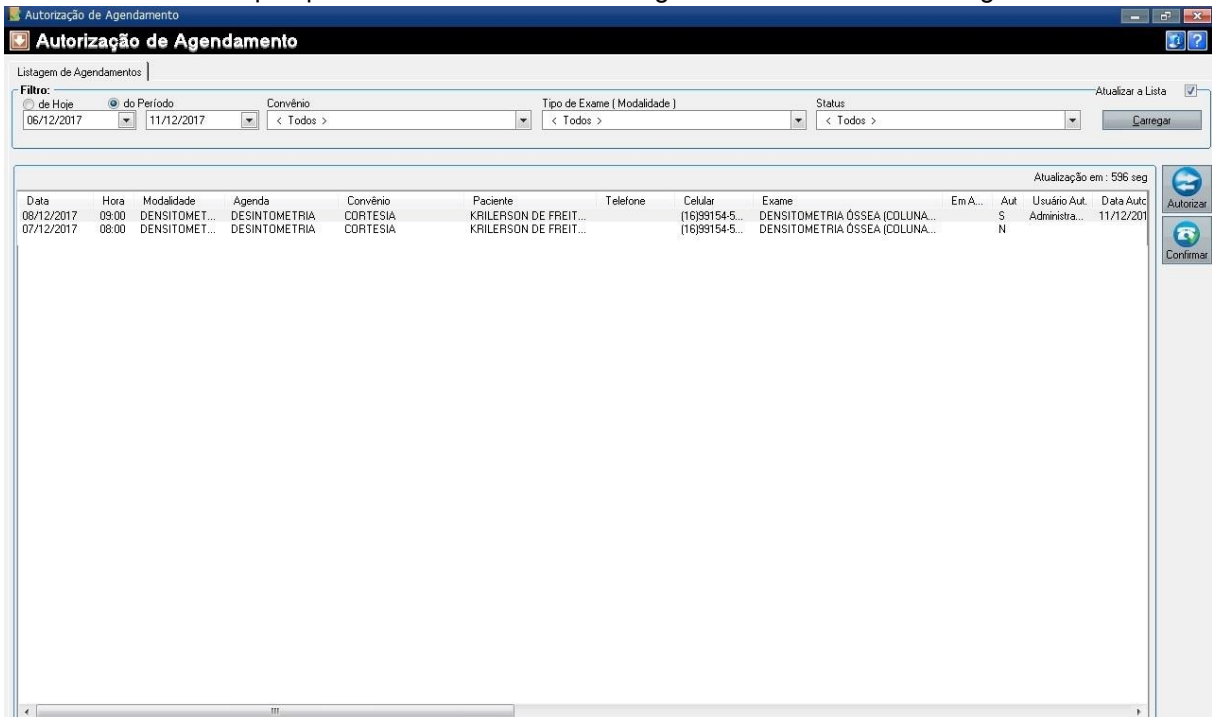 Autorização de Agendamento
Autorização de Agendamento
Listagem de Agendamentos
Filtro:
Atualizar a Lista
de Hoje do Período Convênio Tipo de Exame ( Modalidade ) Status
06/12/2017 11/12/2017 < Todos > < Todos > < Todos > Carregar
Atualização em : 596 seg
Data Hora Modalidade Agenda Convênio Paciente Telefone Celular Exame Em A... Aut Usuário Aut. Data Autc
08/12/2017 09:00 DENSITOMET... DESINTOMETRIA CORTESIA KRILERSON DE FREIT... (16)99154-5... DENSITOMETRIA ÓSSEA (COLUNA... S Administra... 11/12/201
07/12/2017 08:00 DENSITOMET... DESINTOMETRIA CORTESIA KRILERSON DE FREIT... (16)99154-5... DENSITOMETRIA ÓSSEA (COLUNA... N
Autorizar
Confirmar